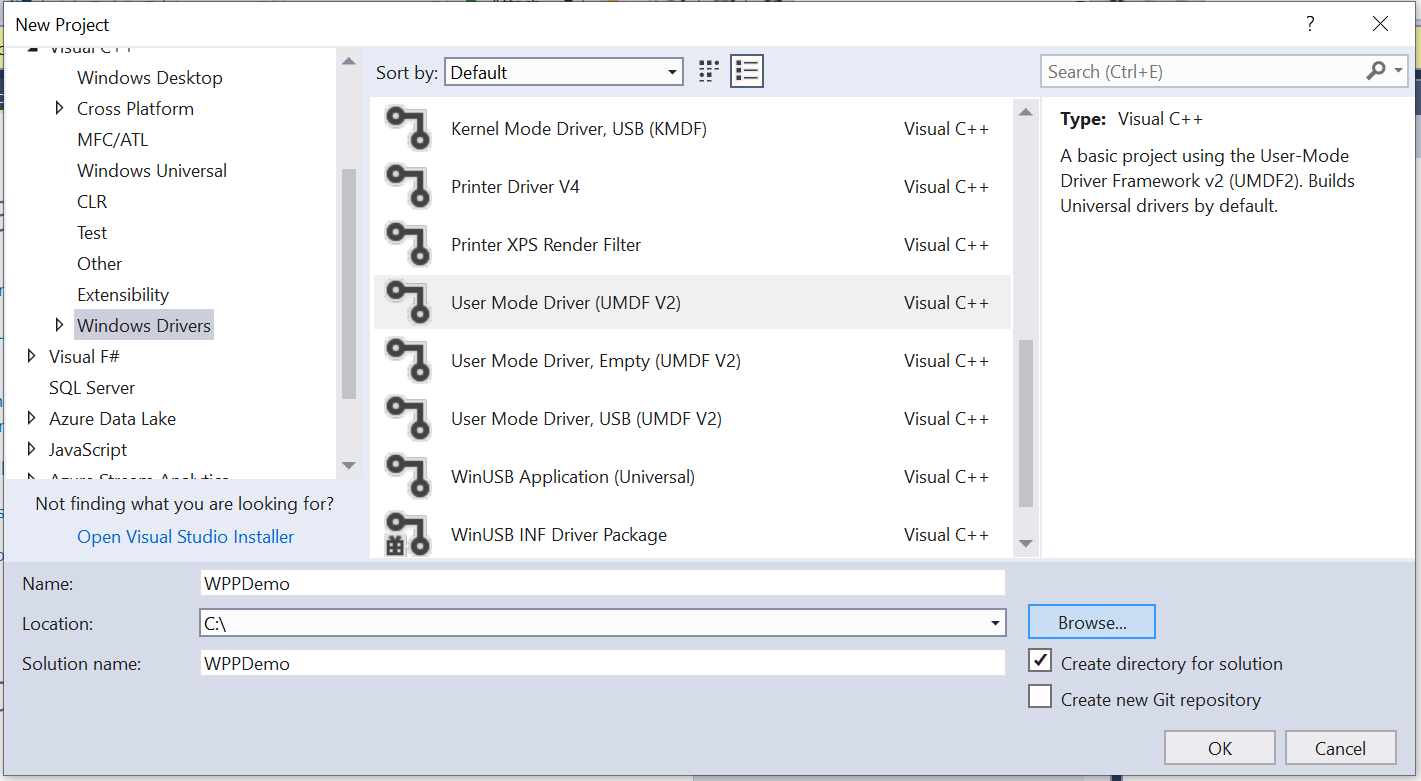 New Project
?
Visual C++
Windows Desktop
Cross Platform
MFC/ATL
Windows Universal
CLR
Test
Other
Extensibility
Windows Drivers
Visual F#
SQL Server
Azure Data Lake
JavaScript
Azure Stream Analytics
Not finding what you are looking for?
Open Visual Studio Installer
Sort by: Default
Search (Ctrl+E)
Kernel Mode Driver, USB (KMDF) Visual C++
Printer Driver V4 Visual C++
Printer XPS Render Filter Visual C++
User Mode Driver (UMDF V2) Visual C++
User Mode Driver, Empty (UMDF V2) Visual C++
User Mode Driver, USB (UMDF V2) Visual C++
WinUSB Application (Universal) Visual C++
WinUSB INF Driver Package Visual C++
Type: Visual C++
A basic project using the User-Mode
Driver Framework v2 (UMDF2). Builds
Universal drivers by default.
Name: WPPDemo
Location: C:\
Browse...
Solution name: WPPDemo
Create directory for solution
Create new Git repository
OK Cancel